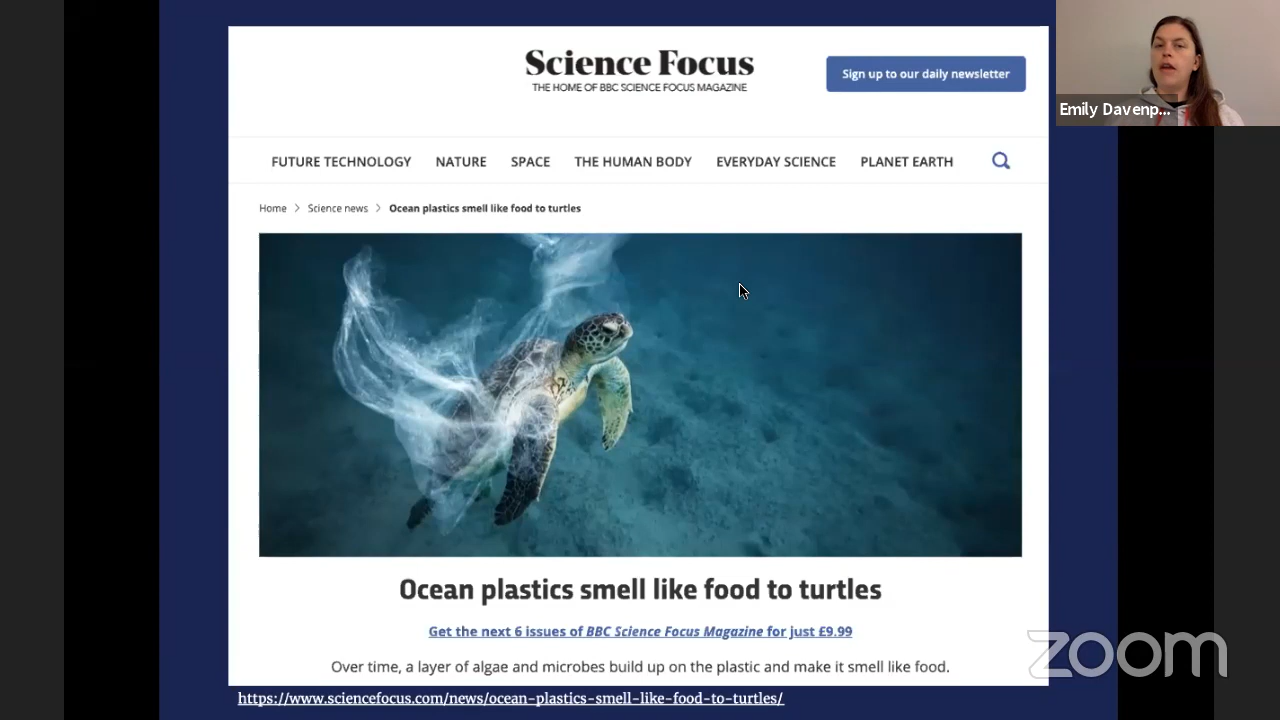 Science Focus
THE HOME OF BBC SCIENCE FOCUS MAGAZINE
Sign up to our daily newsletter
Emily Davenp...
FUTURE TECHNOLOGY NATURE SPACE THE HUMAN BODY EVERYDAY SCIENCE PLANET EARTH
Home > Science news > Ocean plastics smell like food to turtles
Ocean plastics smell like food to turtles
Get the next 6 issues of BBC Science Focus Magazine for just £9.99
Over time, a layer of algae and microbes build up on the plastic and make it smell like food.
https://www.sciencefocus.com/news/ocean-plastics-smell-like-food-to-turtles/
zoom